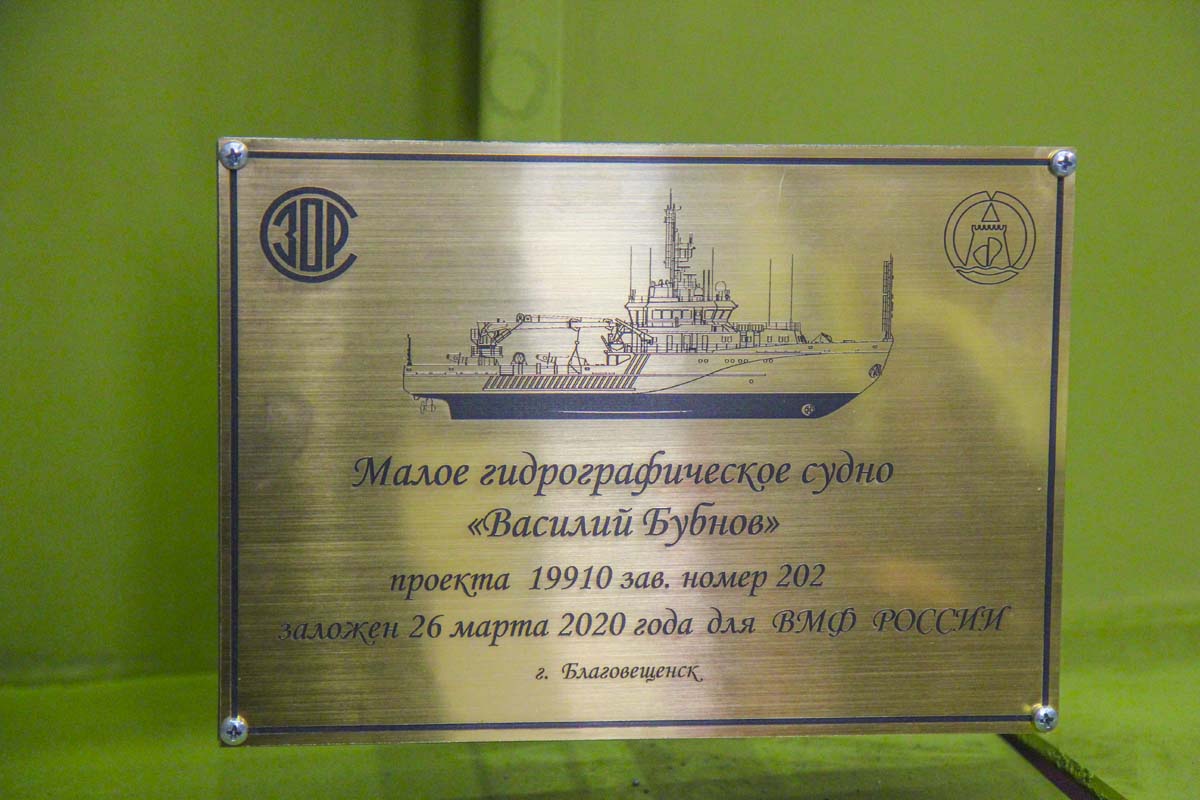 СЗОР
Малое гидрографическое судно
«Василий Бубнов»
проекта 19910 зав. номер 202
заложен 26 марта 2020 года для ВМФ РОССИИ
г. Благовещенск